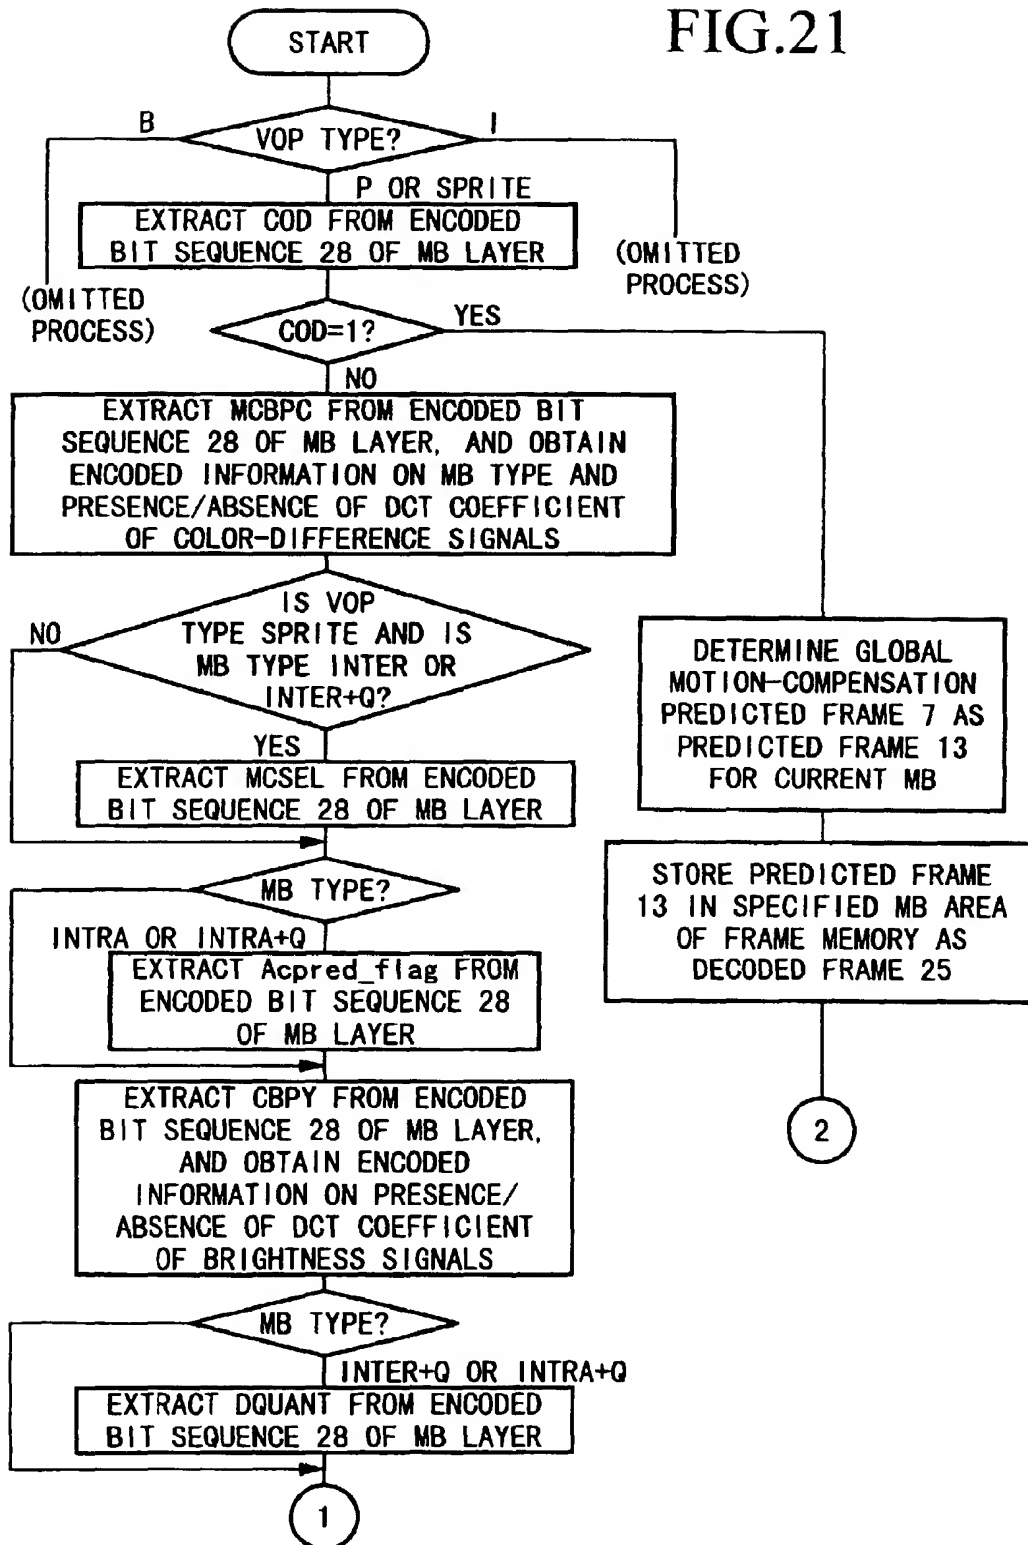 FIG.21
START
B
VOP TYPE?
I
P OR SPRITE
EXTRACT COD FROM ENCODED
BIT SEQUENCE 28 OF MB LAYER
(OMITTED
PROCESS)
(OMITTED
PROCESS)
COD=1?
YES
NO
EXTRACT MCBPC FROM ENCODED BIT
SEQUENCE 28 OF MB LAYER, AND OBTAIN
ENCODED INFORMATION ON MB TYPE AND
PRESENCE/ABSENCE OF DCT COEFFICIENT
OF COLOR-DIFFERENCE SIGNALS
IS VOP
TYPE SPRITE AND IS
MB TYPE INTER OR
INTER+Q?
NO
YES
EXTRACT MCSEL FROM ENCODED
BIT SEQUENCE 28 OF MB LAYER
MB TYPE?
INTRA OR INTRA+Q
EXTRACT Acpred_flag FROM
ENCODED BIT SEQUENCE 28
OF MB LAYER
EXTRACT CBPY FROM ENCODED
BIT SEQUENCE 28 OF MB LAYER,
AND OBTAIN ENCODED
INFORMATION ON PRESENCE/
ABSENCE OF DCT COEFFICIENT
OF BRIGHTNESS SIGNALS
MB TYPE?
INTER+Q OR INTRA+Q
EXTRACT DQUANT FROM ENCODED
BIT SEQUENCE 28 OF MB LAYER
1
DETERMINE GLOBAL
MOTION-COMPENSATION
PREDICTED FRAME 7 AS
PREDICTED FRAME 13
FOR CURRENT MB
STORE PREDICTED FRAME
13 IN SPECIFIED MB AREA
OF FRAME MEMORY AS
DECODED FRAME 25
2